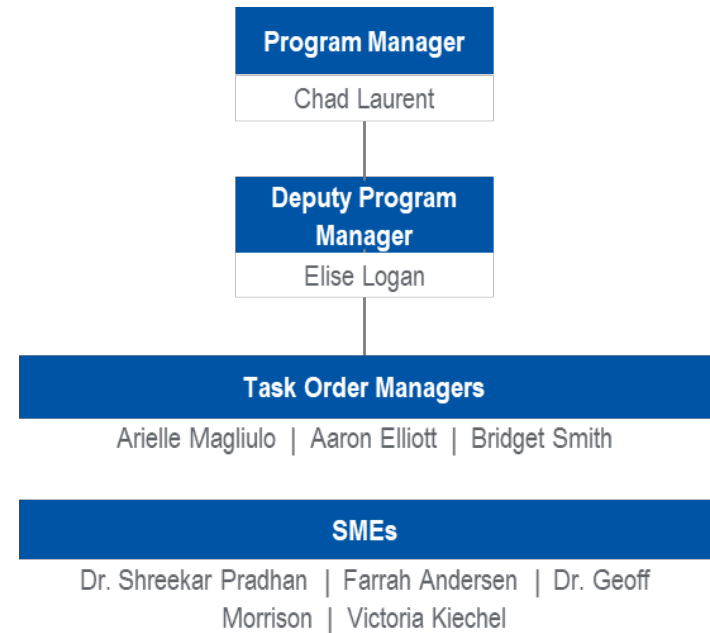 Program Manager
Chad Laurent
Deputy Program
Manager
Elise Logan
Task Order Managers
Arielle Magliulo | Aaron Elliott | Bridget Smith
SMEs
Dr. Shreekar Pradhan | Farrah Andersen | Dr. Geoff
Morrison | Victoria Kiechel